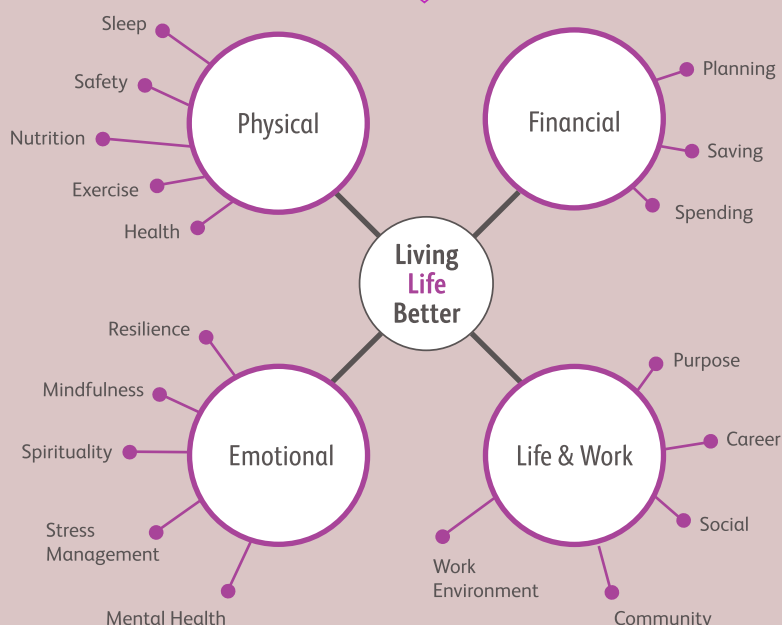 Sleep
Safety
Nutrition
Exercise
Health
Physical
Financial
Planning
Saving
Spending
Living
Life
Better
Resilience
Mindfulness
Spirituality
Stress
Management
Mental Health
Emotional
Life & Work
Purpose
Career
Social
Work
Environment
Community